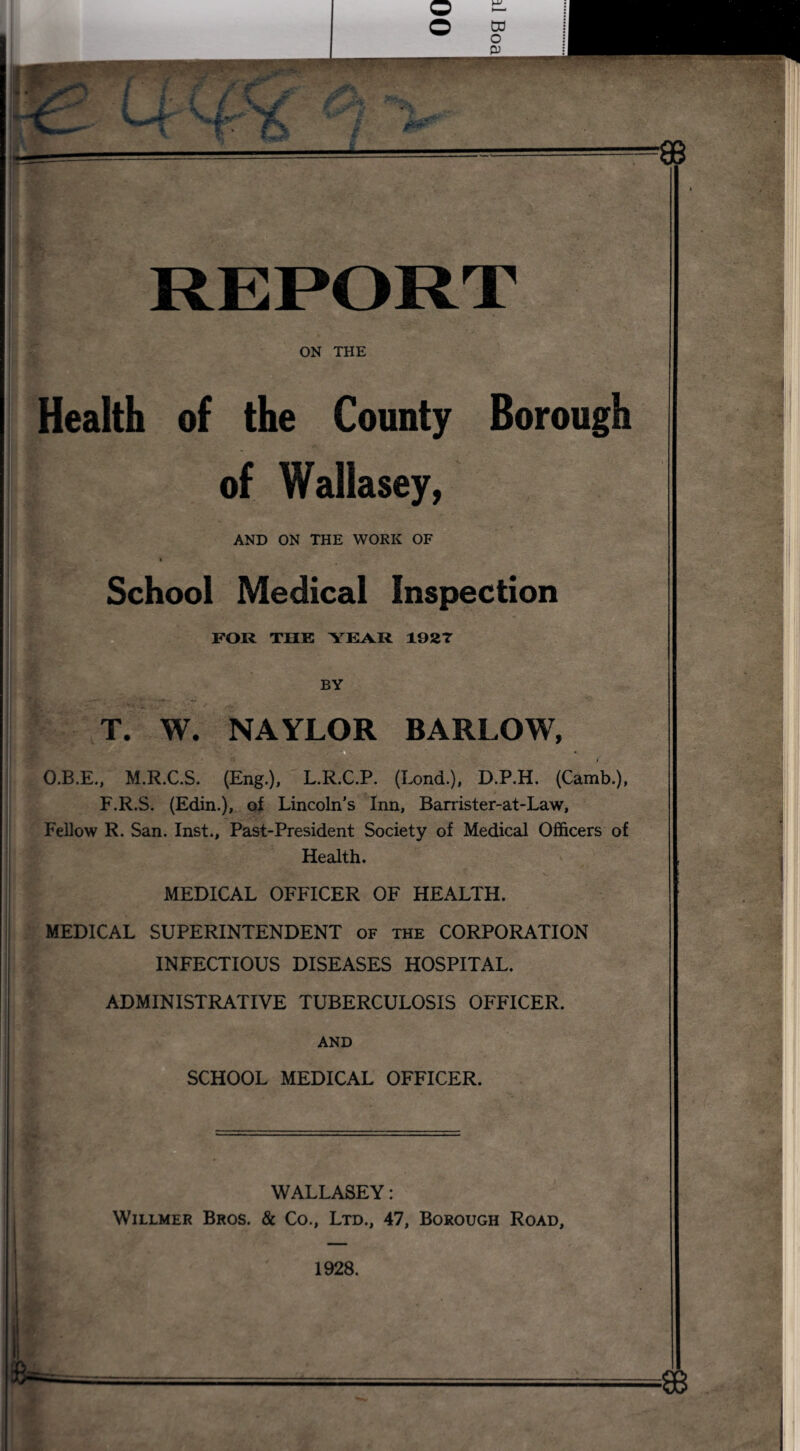 REPORT
ON THE
Health of the County Borough
of Wallasey,
AND ON THE WORK OF
School Medical Inspection
FOR THE YEAR 1927
BY
T. W. NAYLOR BARLOW,
O.B.E., M.R.C.S. (Eng.), L.R.C.P. (Lond.), D.P.H. (Camb.),
F.R.S. (Edin.), of Lincoln's Inn, Barrister-at-Law,
Fellow R. San. Inst., Past-President Society of Medical Officers of
Health.
MEDICAL OFFICER OF HEALTH.
MEDICAL SUPERINTENDENT OF THE CORPORATION
INFECTIOUS DISEASES HOSPITAL.
ADMINISTRATIVE TUBERCULOSIS OFFICER.
AND
SCHOOL MEDICAL OFFICER.
WALLASEY:
WILLMER BROS. & CO., LTD., 47, BOROUGH ROAD,
1928.